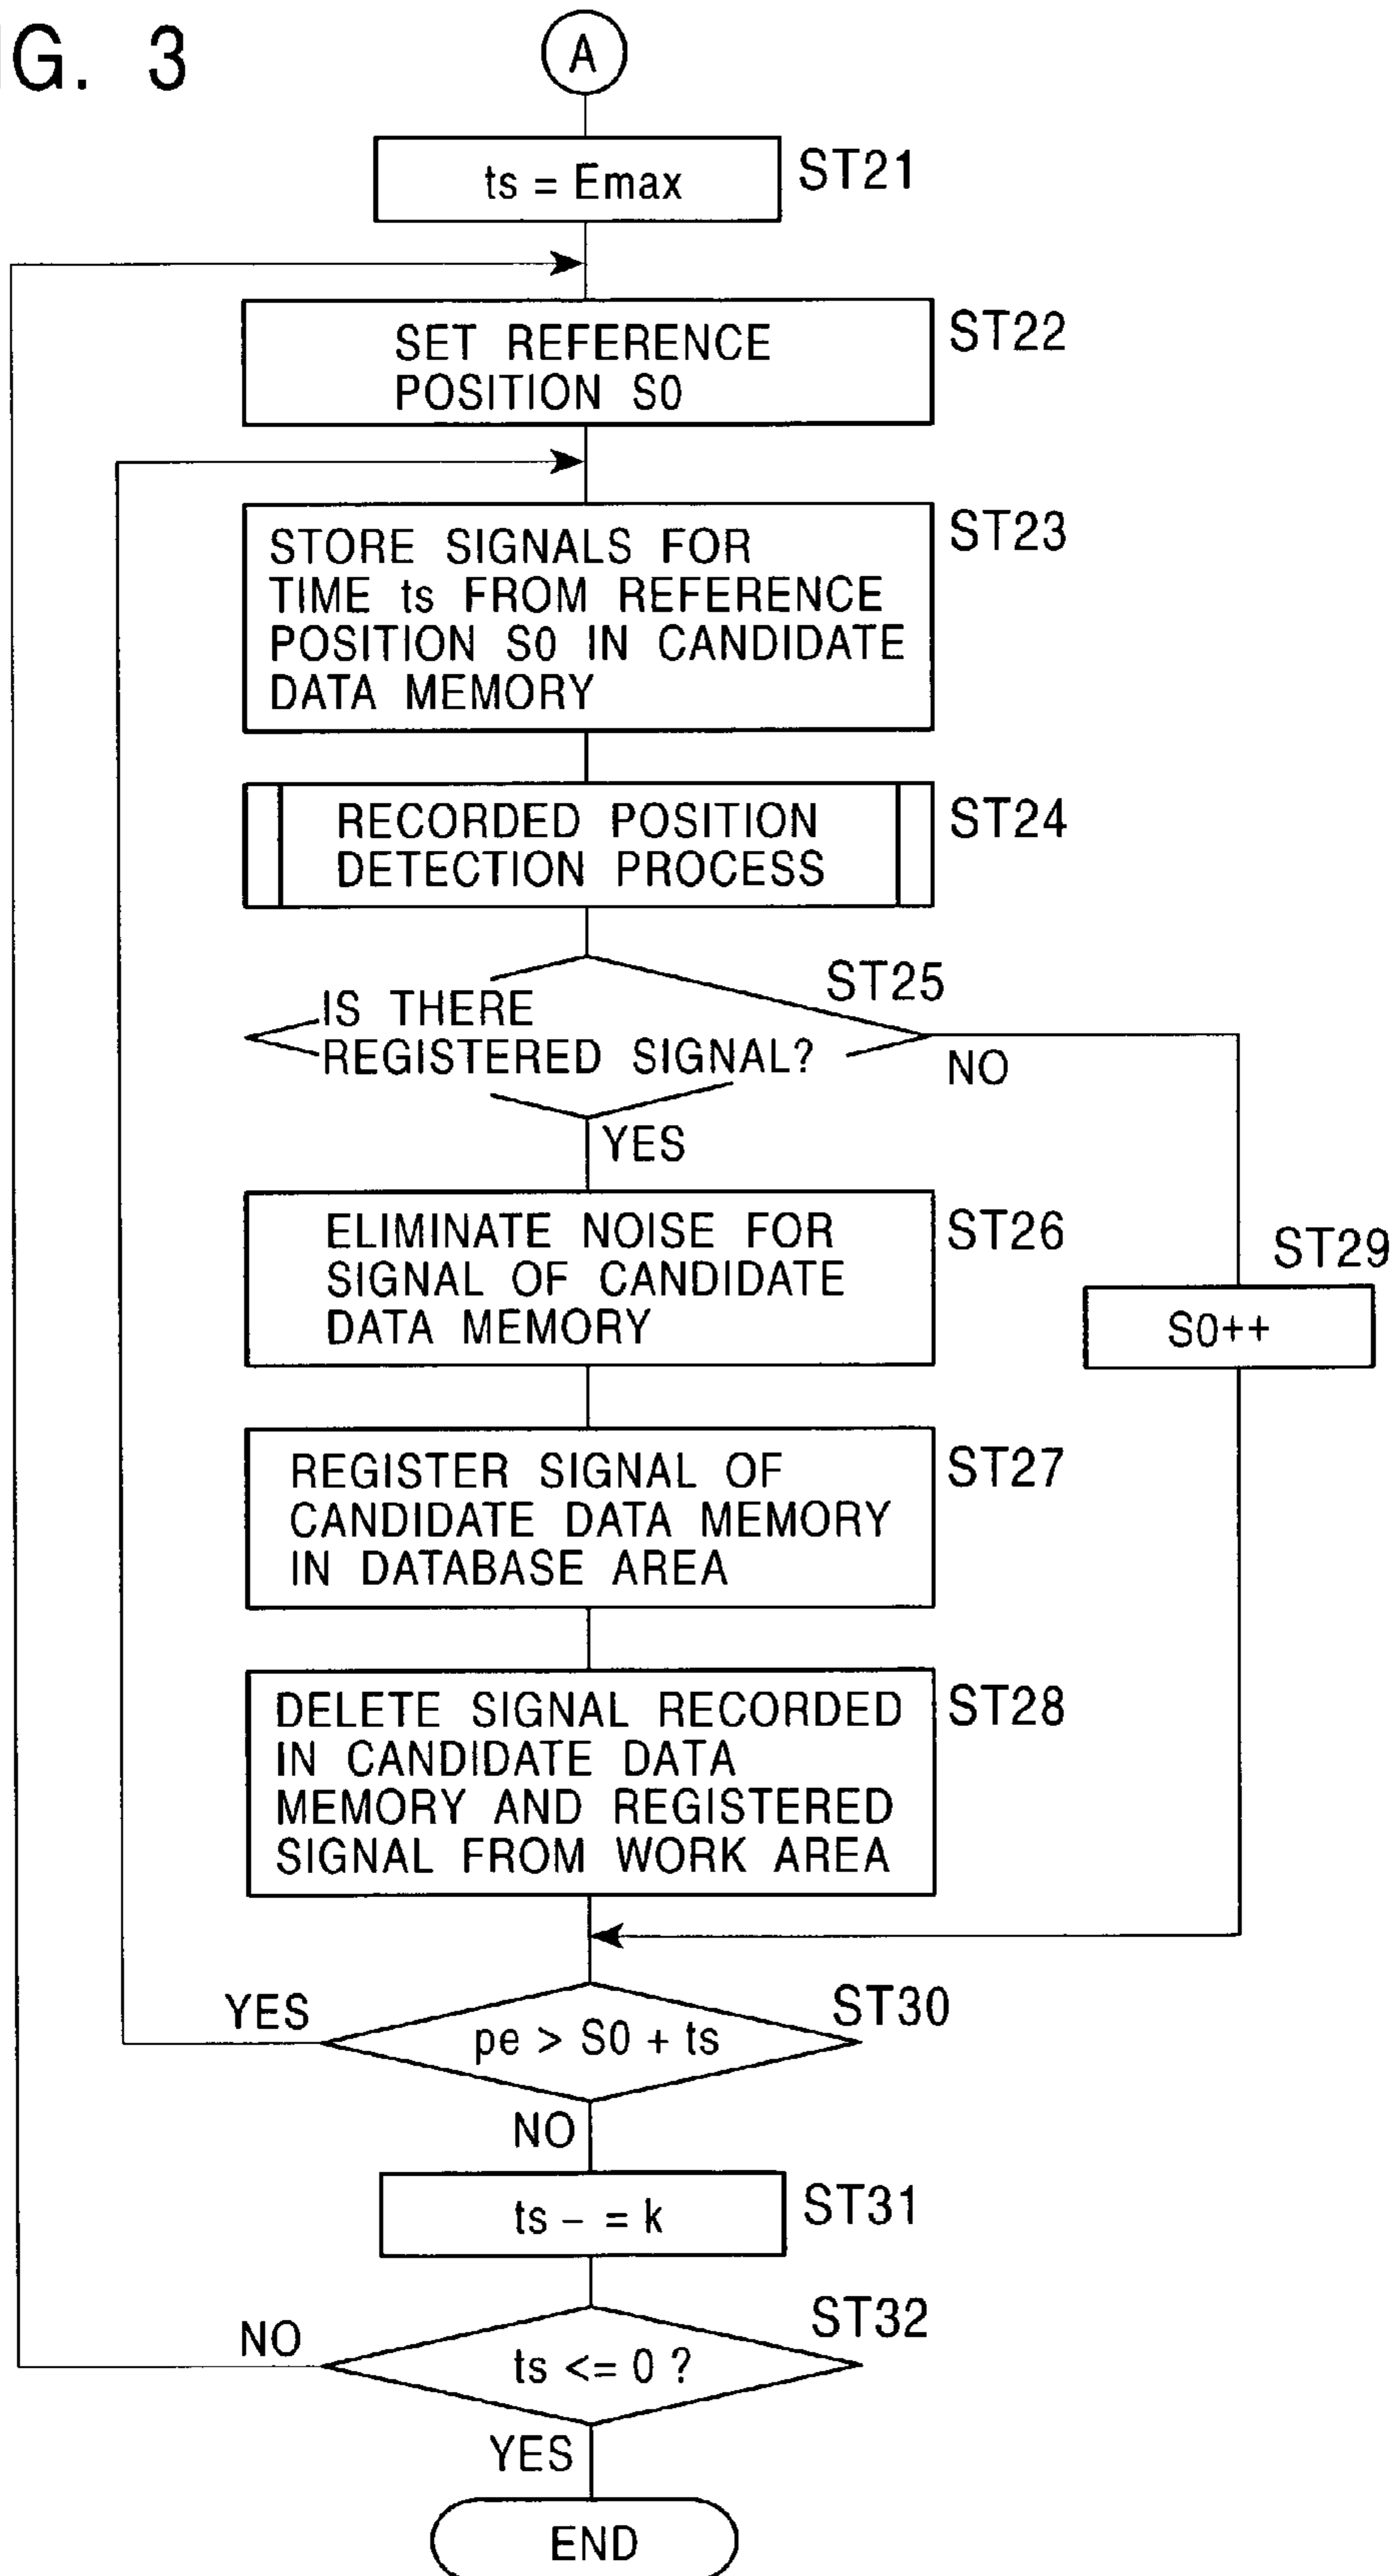 G. 3
A
ts = Emax
ST21
SET REFERENCE
POSITION S0
ST22
STORE SIGNALS FOR
TIME ts FROM REFERENCE
POSITION S0 IN CANDIDATE
DATA MEMORY
ST23
RECORDED POSITION
DETECTION PROCESS
ST24
IS THERE
REGISTERED SIGNAL?
ST25
NO
YES
ELIMINATE NOISE FOR
SIGNAL OF CANDIDATE
DATA MEMORY
ST26
ST29
S0++
REGISTER SIGNAL OF
CANDIDATE DATA MEMORY
IN DATABASE AREA
ST27
DELETE SIGNAL RECORDED
IN CANDIDATE DATA
MEMORY AND REGISTERED
SIGNAL FROM WORK AREA
ST28
YES
pe > S0 + ts
ST30
NO
ts – = k
ST31
NO
ts <= 0 ?
ST32
YES
END